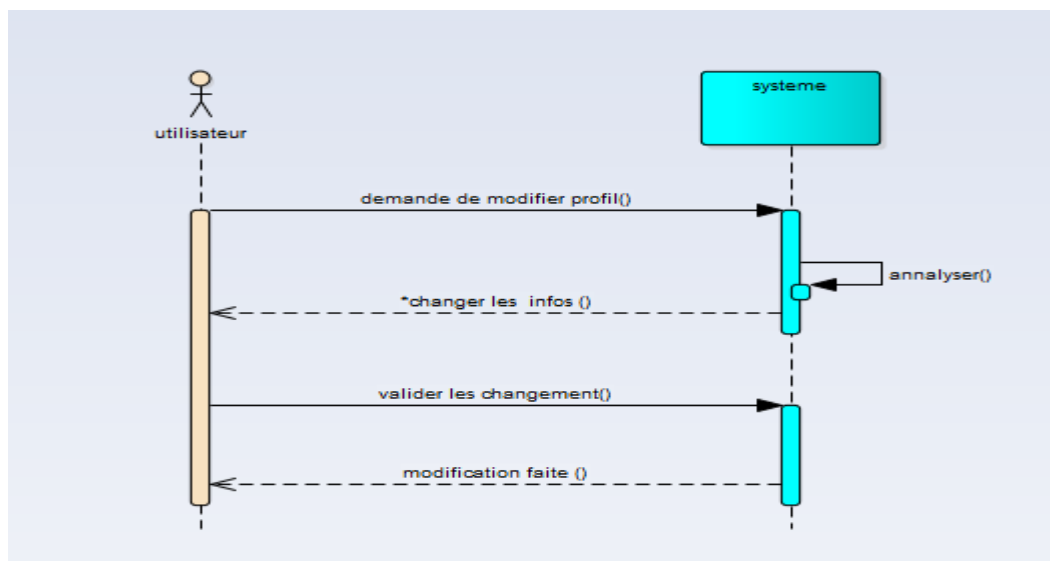 systeme
utilisateur
demande de modifier profil()
annalyser()
*changer les  infos ()
valider les changement()
modification faite ()